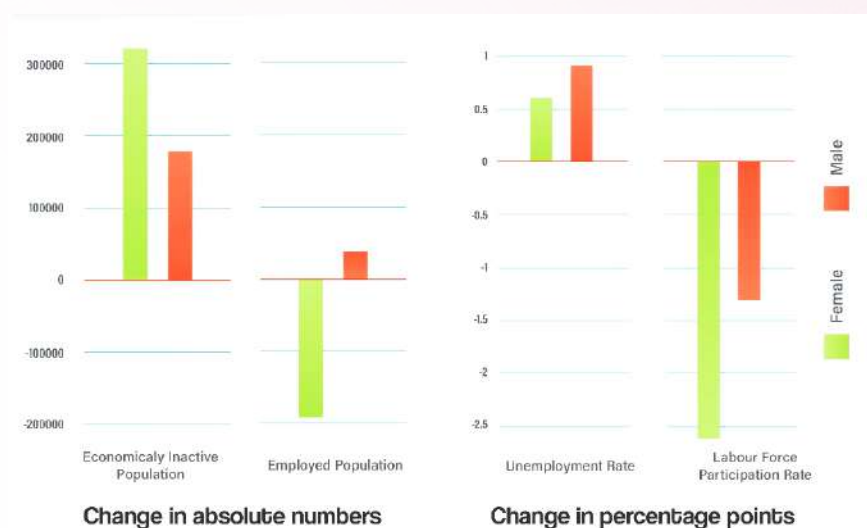 300000
200000
100000
0
-100000
-200000
Economicaly Inactive
Population
Employed Population
Change in absolute numbers
1
0.5
0
-0.5
-1
-1.5
-2
-2.5
Unemployment Rate
Labour Force
Participation Rate
Change in percentage points
Male
Female